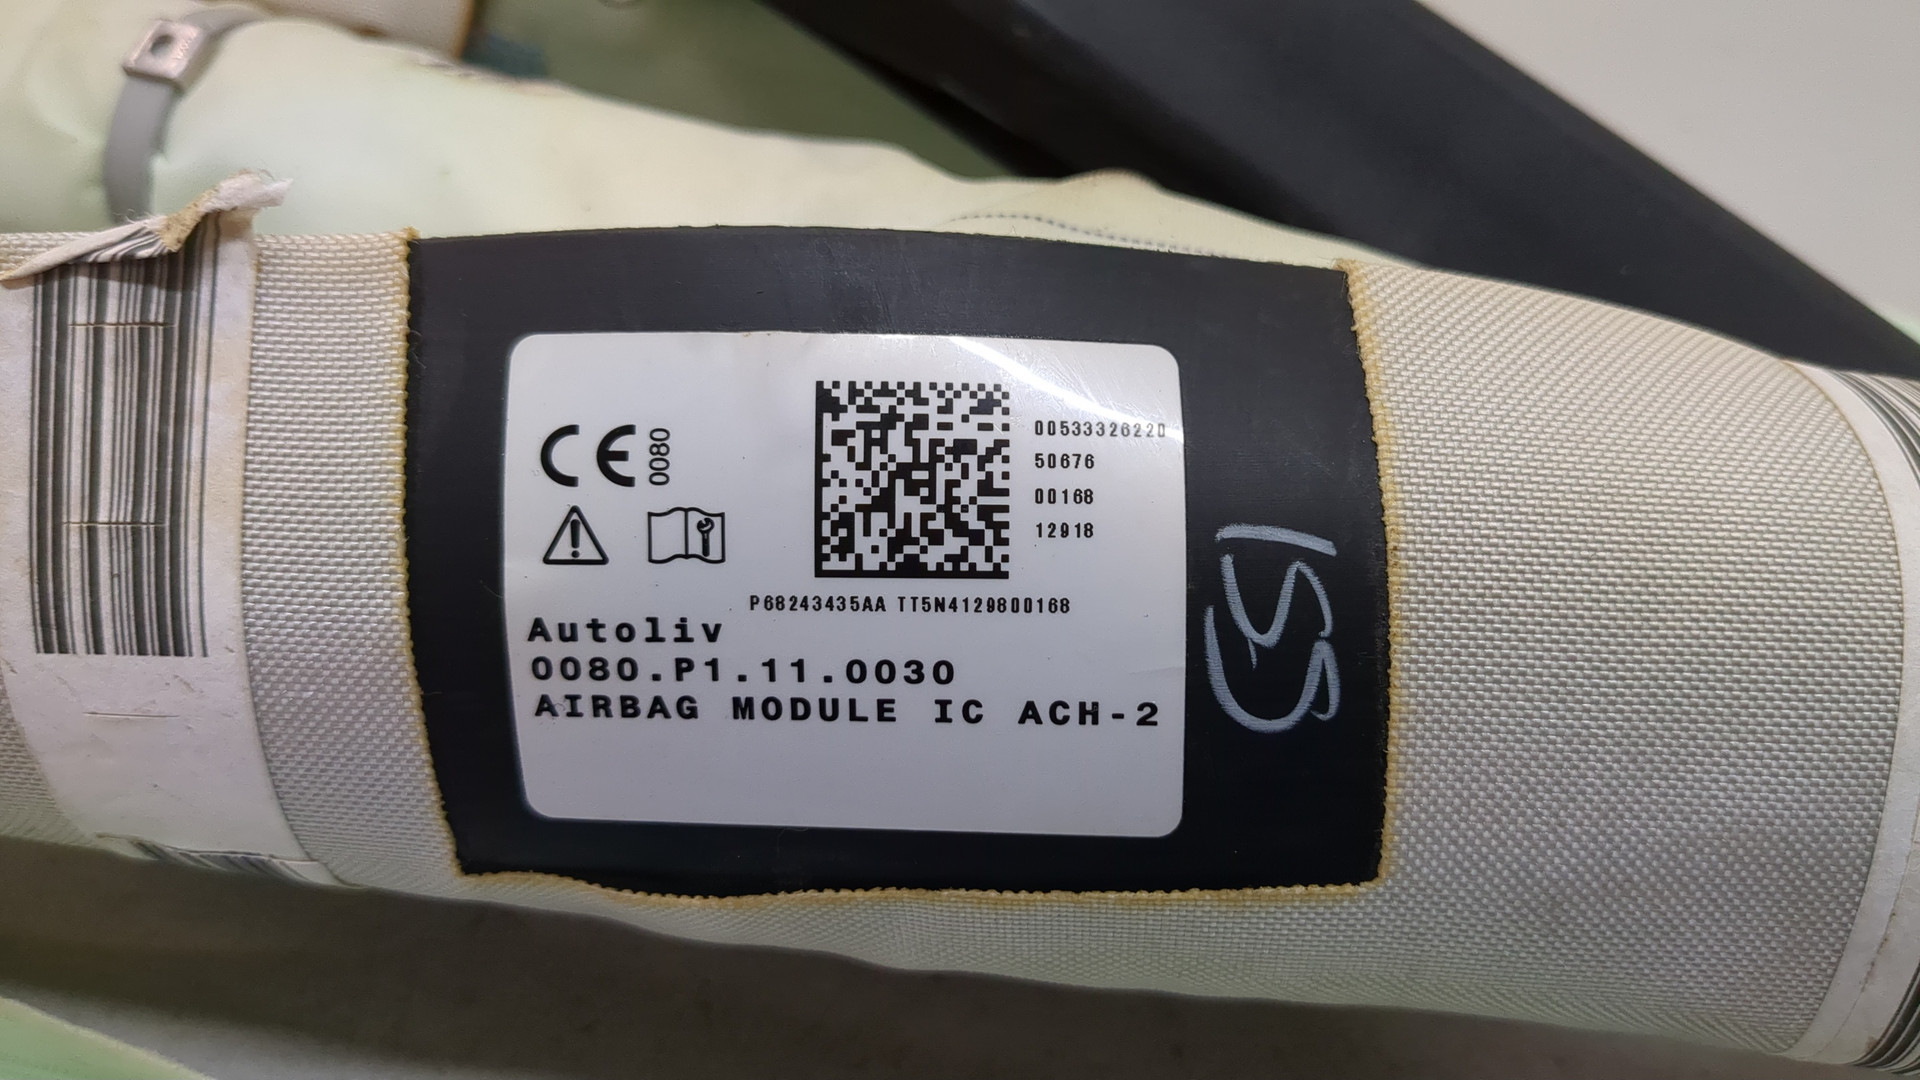 CE 0080
00533326220
50676
00168
12918
P68243435AA TT5N4129800168
Autoliv
0080.P1.11.0030
AIRBAG MODULE IC ACH-2